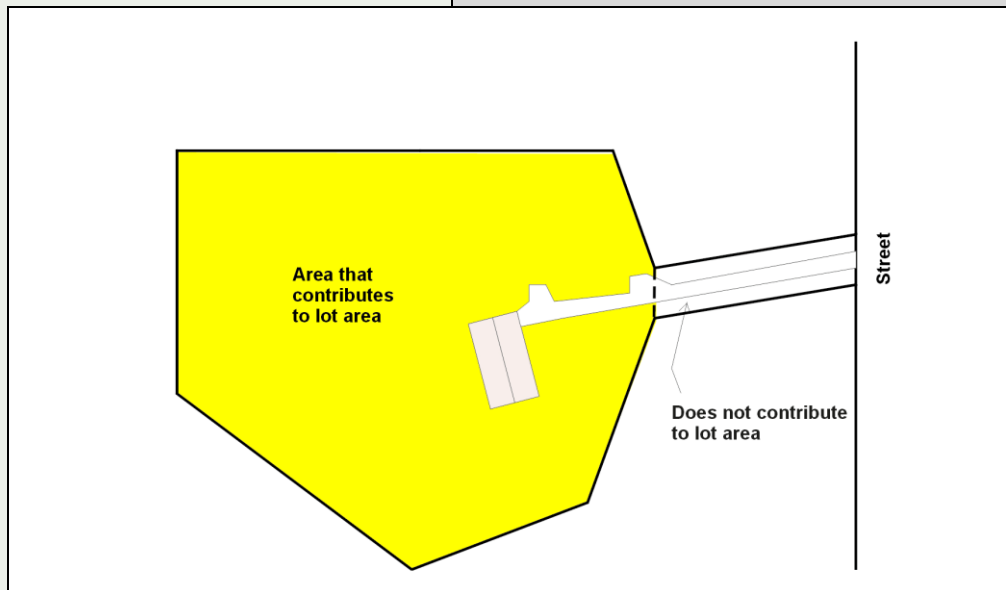 Street
Area that
contributes
to lot area
Does not contribute
to lot area